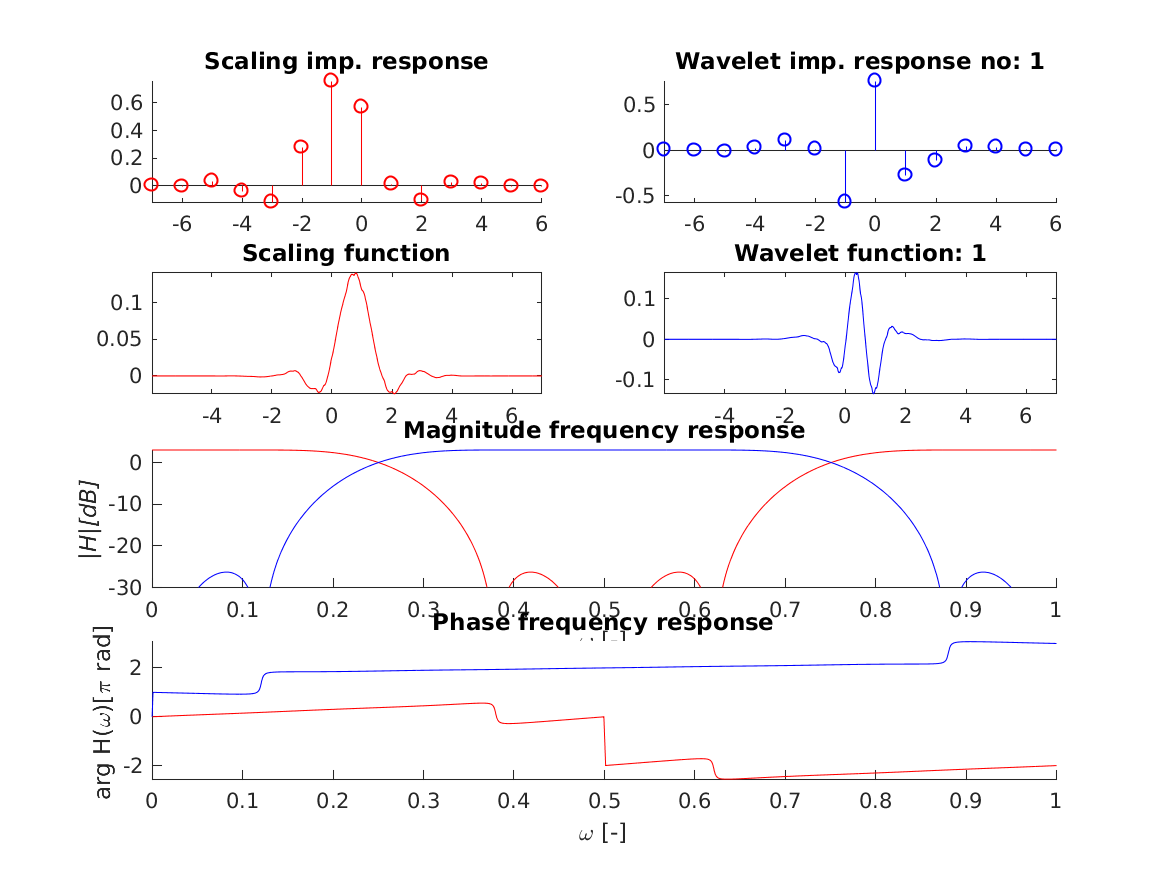 Scaling imp. response
Wavelet imp. response no: 1
0.6
0.4
0.2
0
-6 -4 -2 0 2 4 6
0.5
0
-0.5
-6 -4 -2 0 2 4 6
Scaling function
Wavelet function: 1
0.1
0.05
0
-4 -2 0 2 4 6
0.1
0
-0.1
-4 -2 0 2 4 6
Magnitude frequency response
|H|[dB]
0
-10
-20
-30
0 0.1 0.2 0.3 0.4 0.5 0.6 0.7 0.8 0.9 1
ω [-]
Phase frequency response
arg H(ω)[π rad]
2
0
-2
0 0.1 0.2 0.3 0.4 0.5 0.6 0.7 0.8 0.9 1
ω [-]